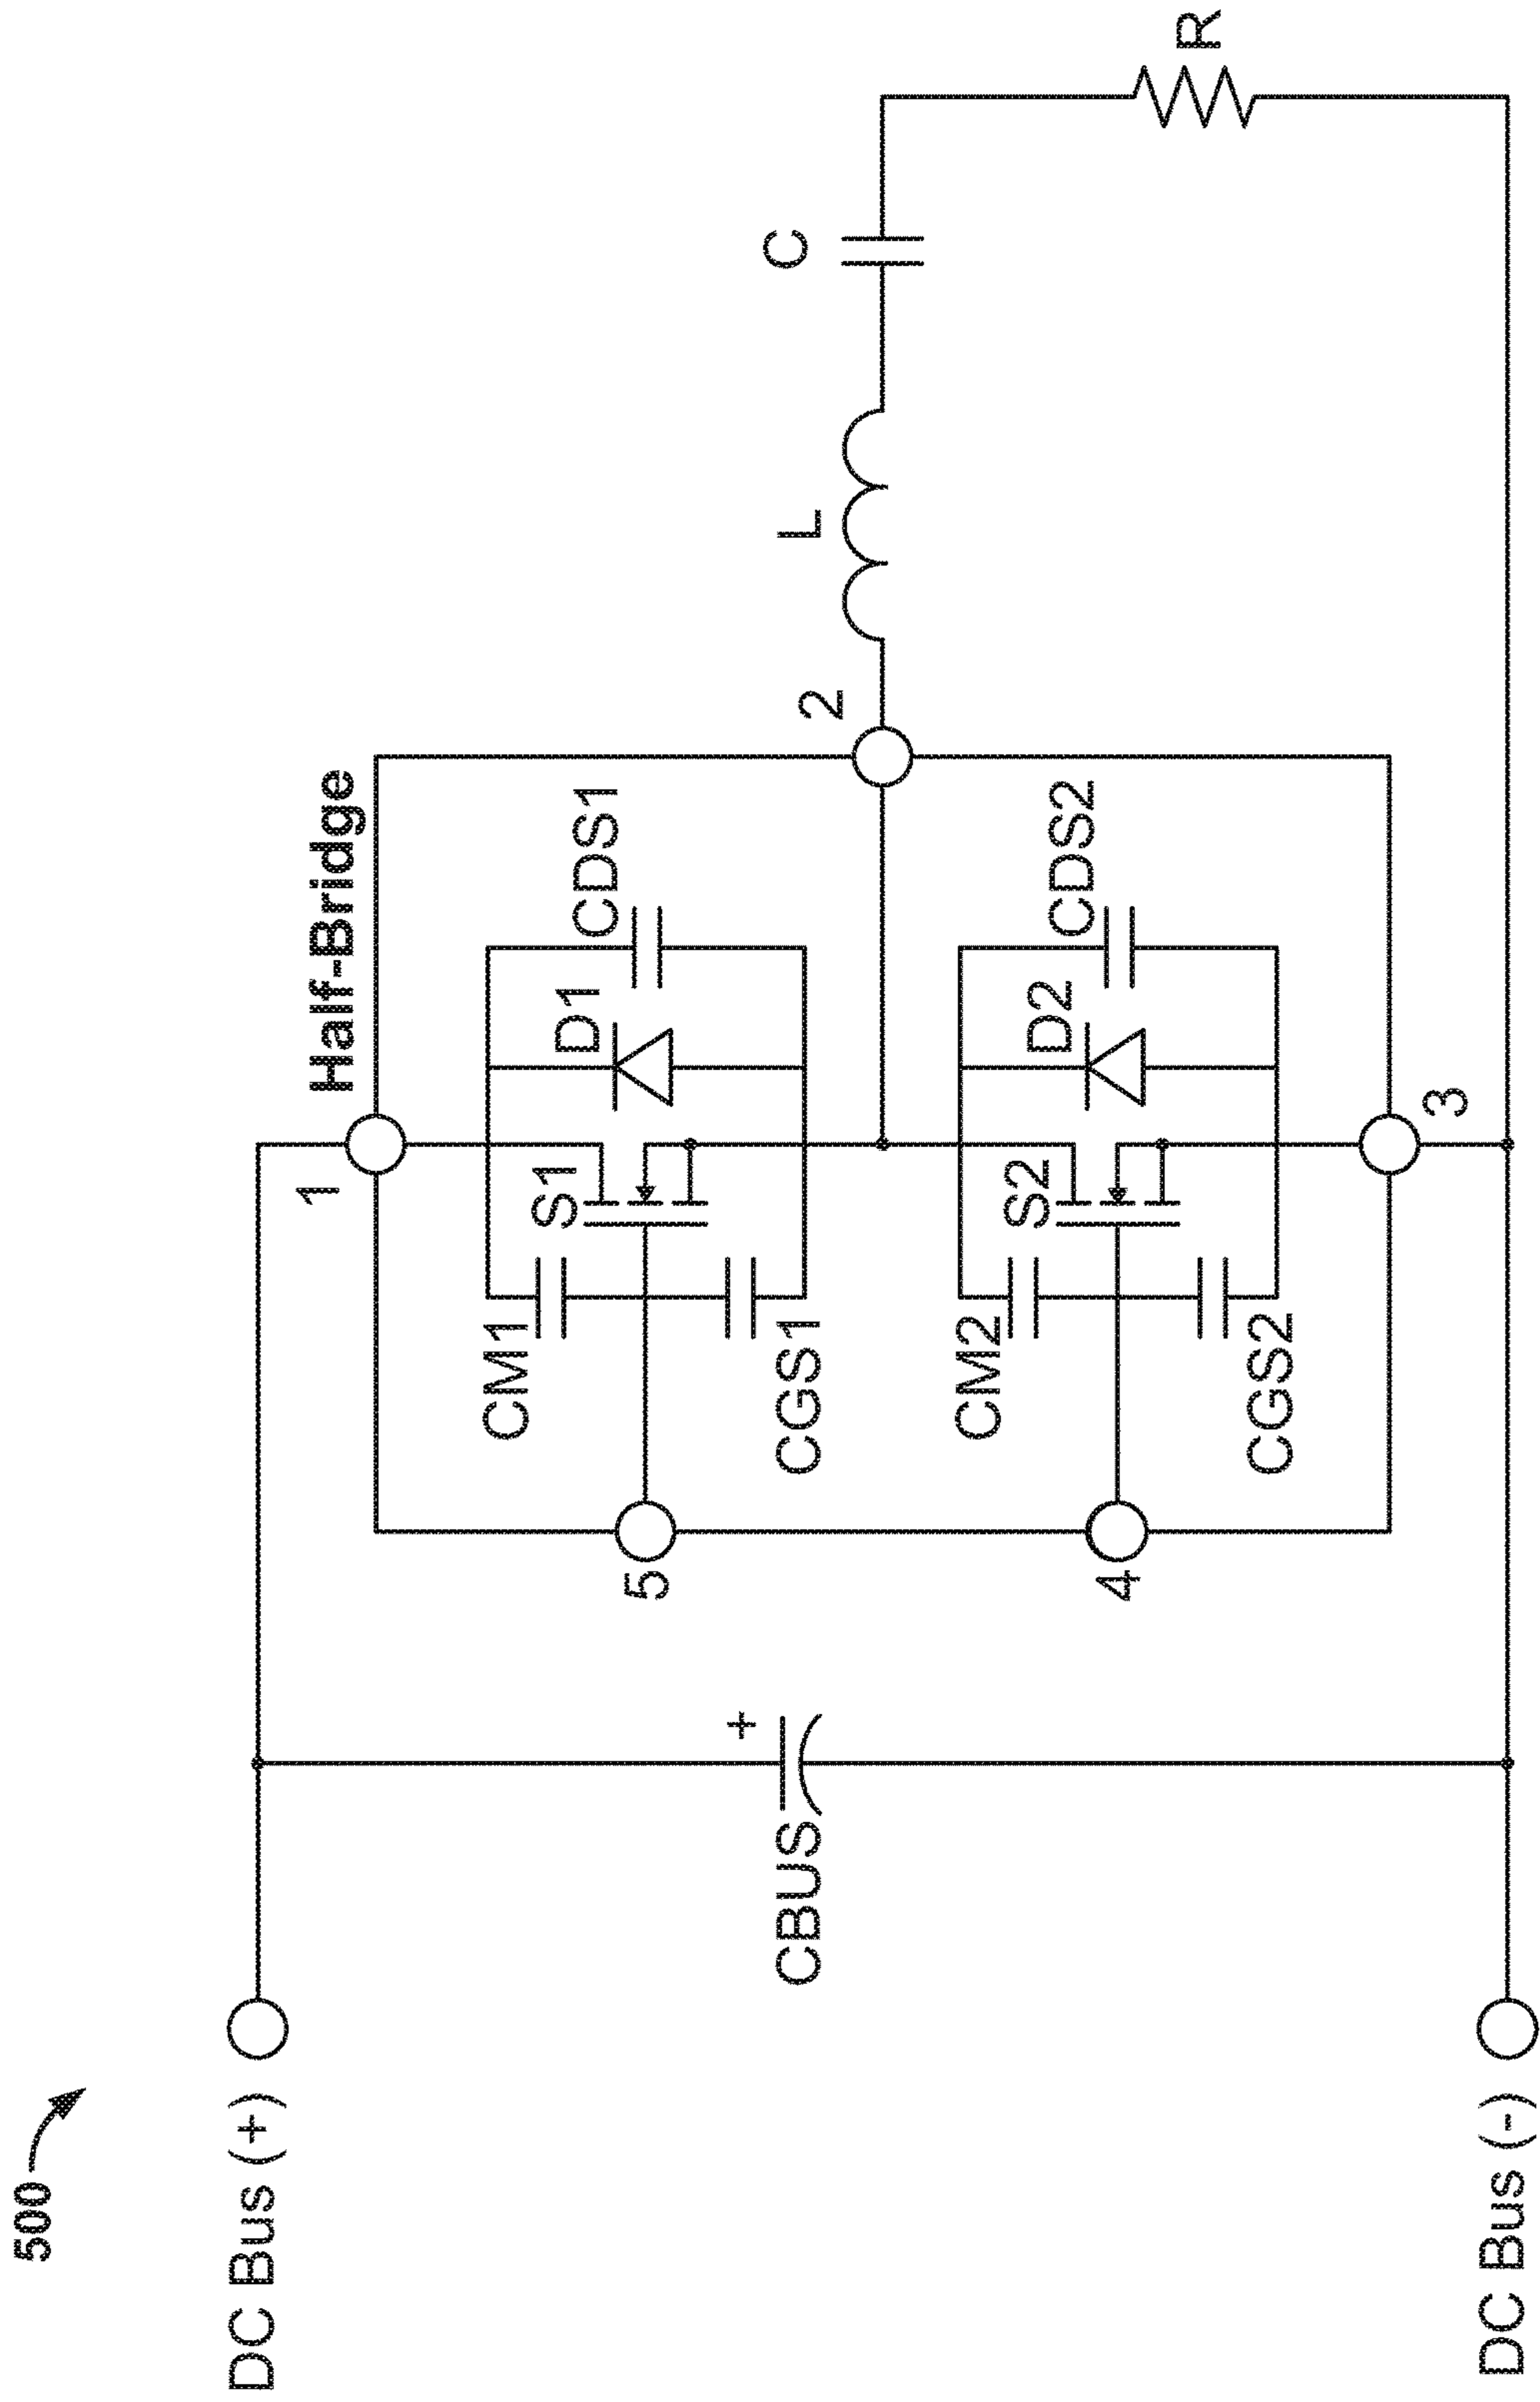 500
DC Bus (+)
DC Bus (-)
CBUS
+
Half-Bridge
1
2
3
4
5
CM1
S1
D1
CDS1
CGS1
CM2
S2
D2
CDS2
CGS2
L
C
R